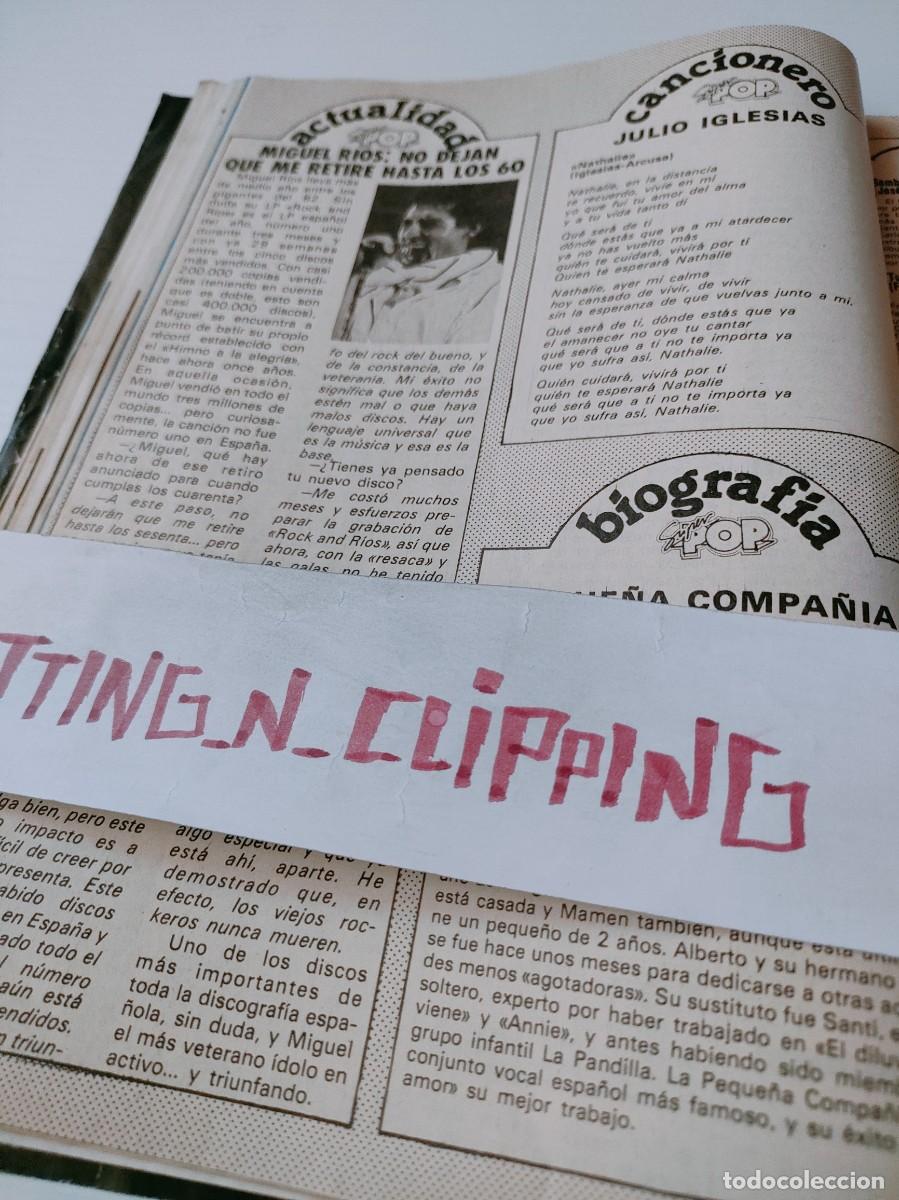 actualidad
Super POP
MIGUEL RIOS: NO DEJAN
QUE ME RETIRE HASTA LOS 60
Miguel Ríos lleva más
de medio año entre los
gigantes del 82. Sin
duda su LP «Rock and
Ríos» es el LP español
del año, número uno
durante tres meses y
con ya 29 semanas
entre los cinco discos
más vendidos. Con casi
200.000 copias vendi-
das (teniendo en cuenta
que es doble, esto son
casi 400.000 discos),
Miguel se encuentra a
punto de batir su propio
récord establecido con
el «Himno a la alegría»,
hace ahora once años.
En aquella ocasión,
Miguel vendió en todo el
mundo tres millones de
copias... pero curiosa-
mente, la canción no fue
número uno en España.
—¿Miguel, qué hay
ahora de ese retiro
anunciado para cuando
cumplas los cuarenta?
—A este paso, no
dejarán que me retire
hasta los sesenta... pero
tenía
fo del rock del bueno, y
de la constancia, de la
veteranía. Mi éxito no
significa que los demás
estén mal o que haya
malos discos. Hay un
lenguaje universal que
es la música y esa es la
base.
—¿Tienes ya pensado
tu nuevo disco?
—Me costó muchos
meses y esfuerzos pre-
parar la grabación de
«Rock and Ríos», así que
ahora, con la «resaca» y
las galas, no he tenido
cancionero
Super POP
JULIO IGLESIAS
«Nathalie»
(Iglesias-Arcusa)
Nathalie, en la distancia
te recuerdo, vivie en mí
yo que fui tu amor del alma
y a tu vida tanto di
Qué será de ti
dónde estás que ya a mi atardecer
ya no has vuelto más
quién te cuidará, vivirá por ti
Quien te esperará Nathalie
Nathalie, ayer mi calma
hoy cansado de vivir, de vivir
sin la esperanza de que vuelvas junto a mí.
Qué será de ti, dónde estás que ya
el amanecer no oye tu cantar
qué será que a ti no te importa ya
que yo sufra así, Nathalie.
Quién cuidará, vivirá por ti
quién te esperará Nathalie
qué será que a ti no te importa ya
que yo sufra así, Nathalie.
biografía
Super POP
UEÑA COMPAÑIA
TTING_N_CLIPPING
lga bien, pero este
impacto es a
ícil de creer por
presenta. Este
abido discos
en España y
ado todo el
número
aún está
endidos.
triun-
algo especial y que ya
está ahí, aparte. He
demostrado que, en
efecto, los viejos roc-
keros nunca mueren.
Uno de los discos
más importantes de
toda la discografía espa-
ñola, sin duda, y Miguel
el más veterano ídolo en
activo... y triunfando.
está casada y Mamen también, aunque esta
ne un pequeño de 2 años. Alberto y su hermano
se fue hace unos meses para dedicarse a otras ac
des menos «agotadoras». Su sustituto fue Santi, e
soltero, experto por haber trabajado en «El diluv
viene» y «Annie», y antes habiendo sido miem
grupo infantil La Pandilla. La Pequeña Compañ
conjunto vocal español más famoso, y su éxito
amor» su mejor trabajo.
todocoleccion